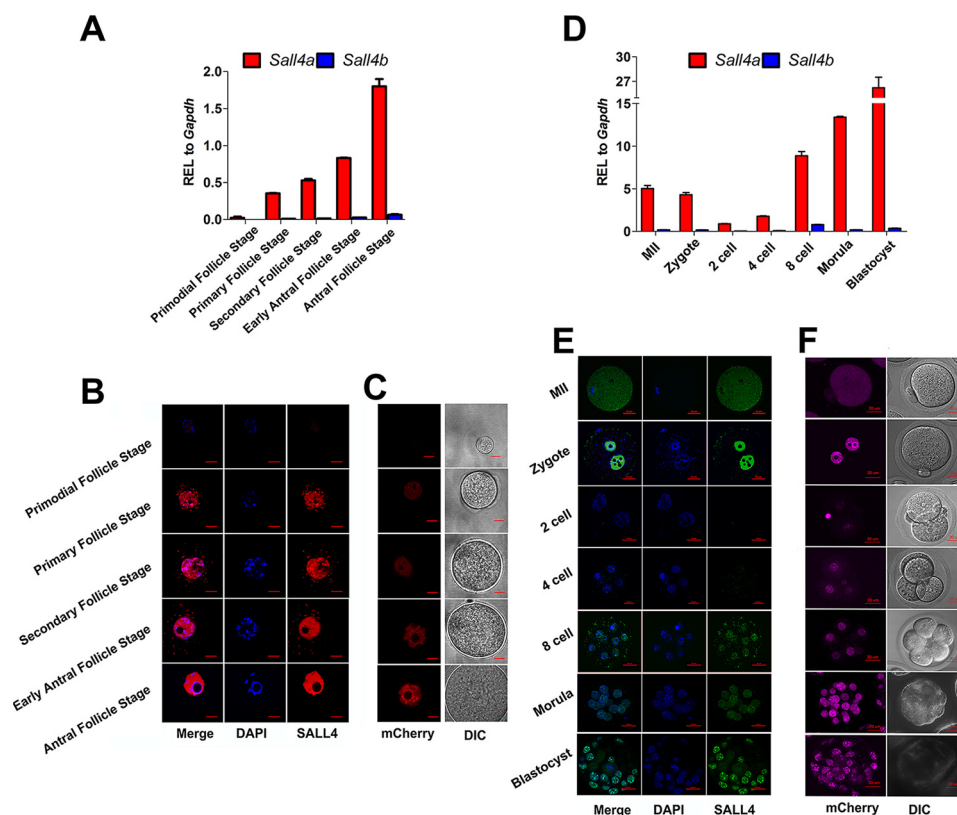 A
Sall4a Sall4b
REL to Gapdh
2.0
1.5
1.0
0.5
0.0
Primodial Follicle Stage
Primary Follicle Stage
Secondary Follicle Stage
Early Antral Follicle Stage
Antral Follicle Stage
D
Sall4a Sall4b
REL to Gapdh
30
27
15
10
5
0
MII
Zygote
2 cell
4 cell
8 cell
Morula
Blastocyst
B
Primodial Follicle Stage
Primary Follicle Stage
Secondary Follicle Stage
Early Antral Follicle Stage
Antral Follicle Stage
Merge DAPI SALL4
C
mCherry DIC
E
MII
Zygote
2 cell
4 cell
8 cell
Morula
Blastocyst
Merge DAPI SALL4
F
mCherry DIC